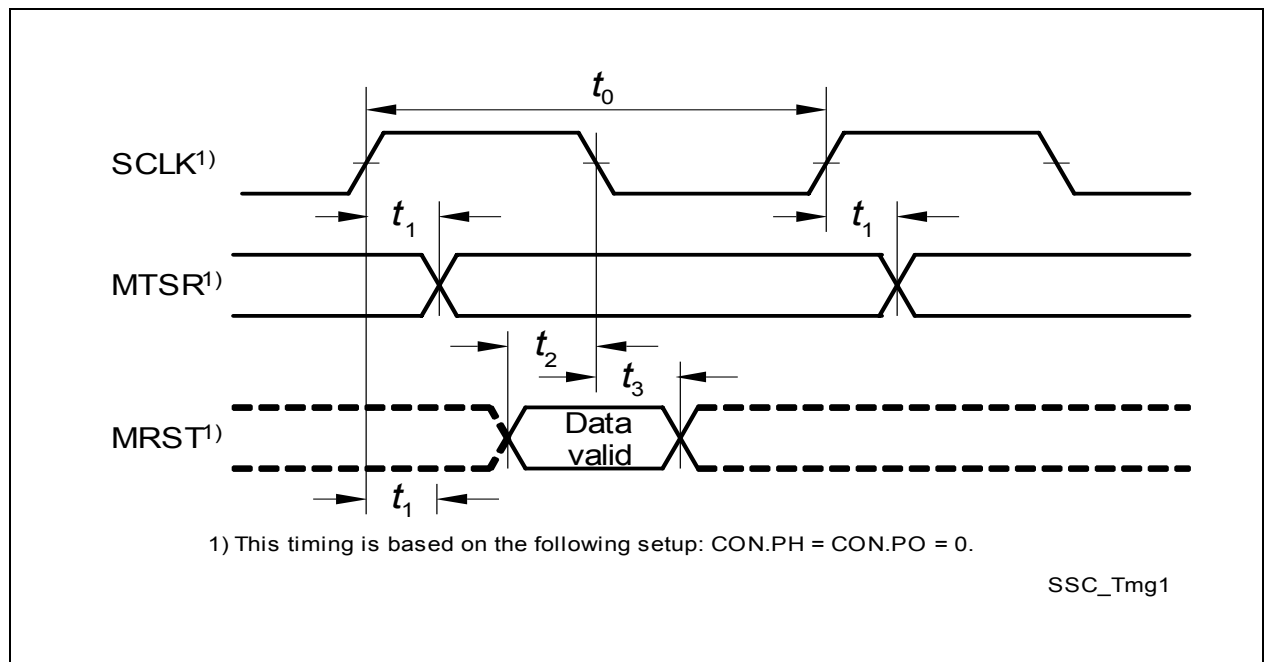 t0
SCLK1)
t1
t1
MTSR1)
t2
t3
MRST1)
Data
valid
t1
1) This timing is based on the following setup: CON.PH = CON.PO = 0.
SSC_Tmg1